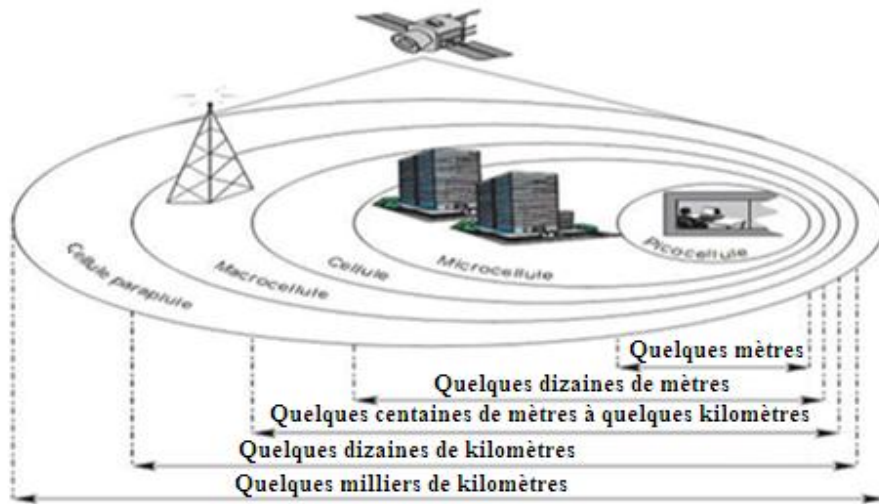 Cellule parapluie
Macrocellule
Cellule
Microcellule
Picocellule
Quelques mètres
Quelques dizaines de mètres
Quelques centaines de mètres à quelques kilomètres
Quelques dizaines de kilomètres
Quelques milliers de kilomètres